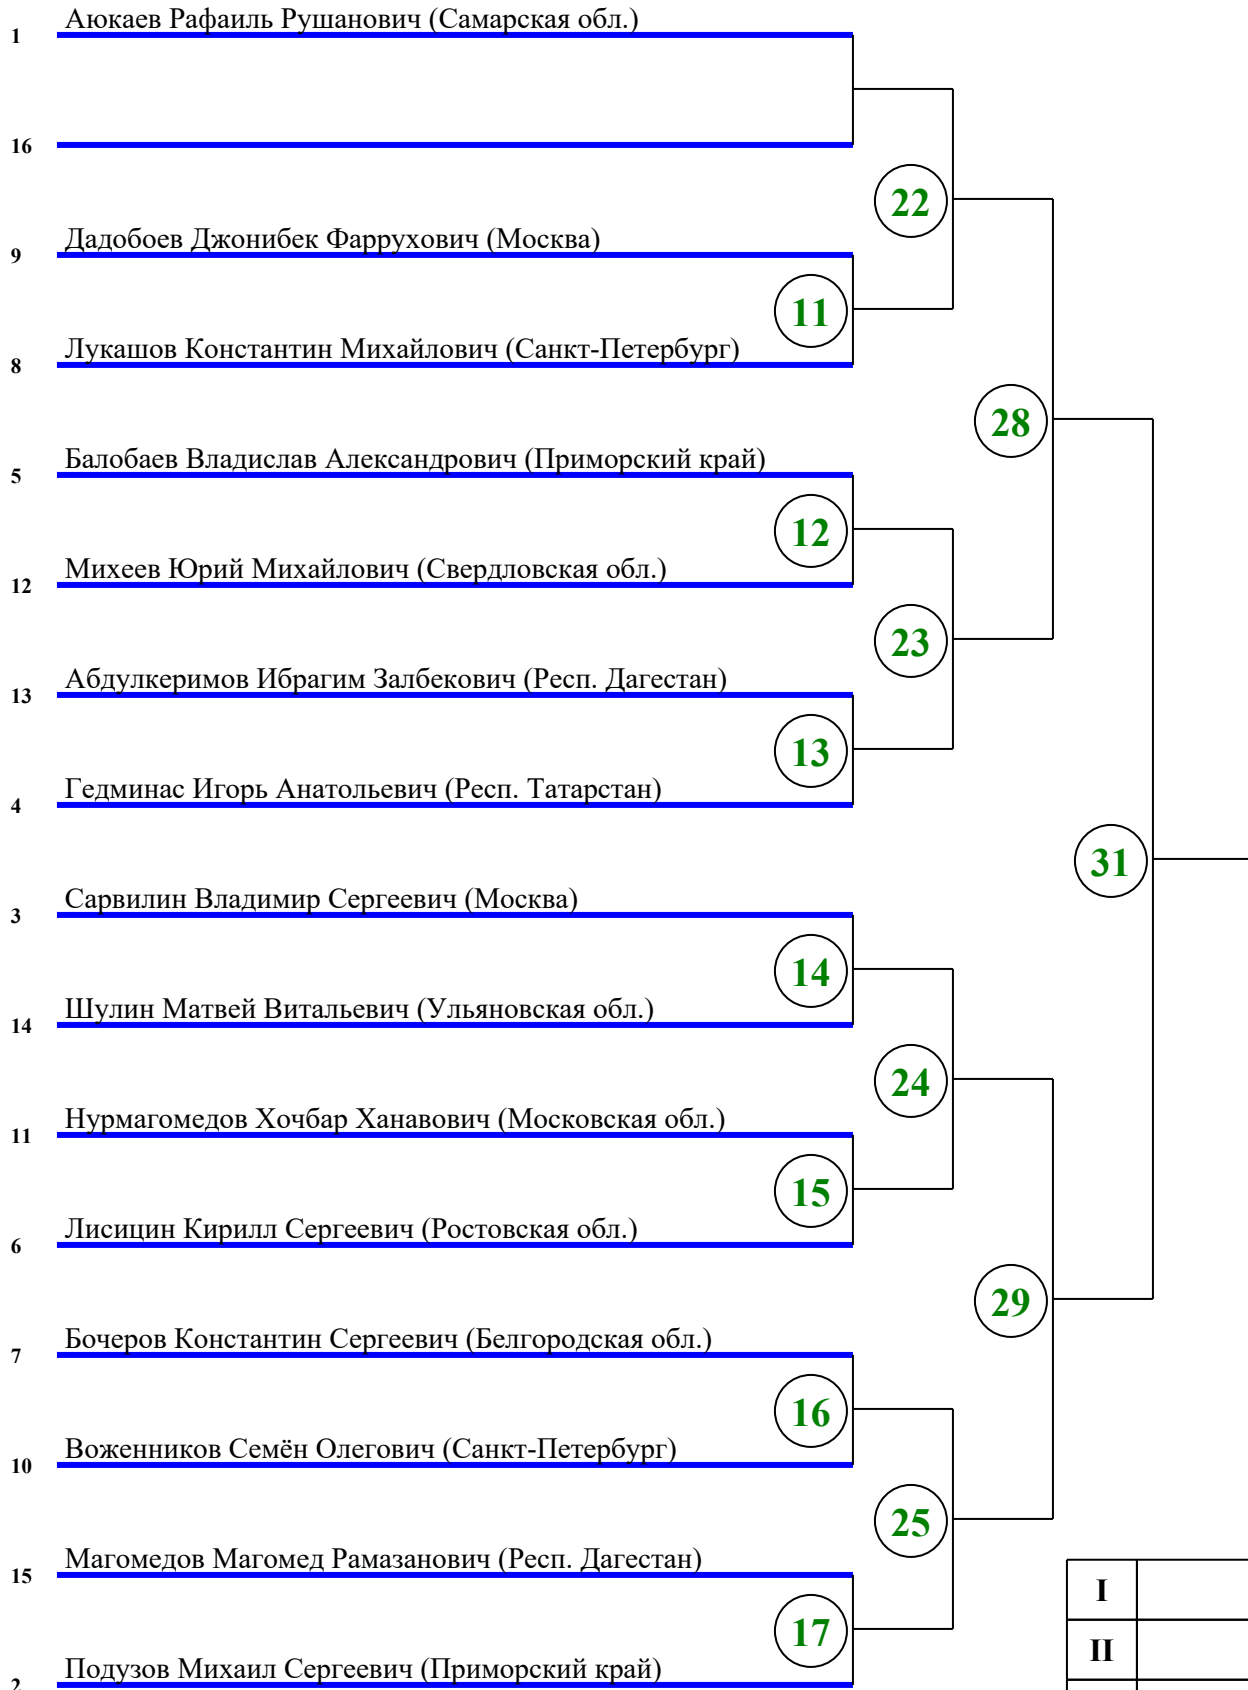 Аюкаев Рафаиль Рушанович (Самарская обл.)
1
16
22
Дадобоев Джонибек Фаррухович (Москва)
9
11
Лукашов Константин Михайлович (Санкт-Петербург)
8
28
Балобаев Владислав Александрович (Приморский край)
5
12
Михеев Юрий Михайлович (Свердловская обл.)
12
23
Абдулкеримов Ибрагим Залбекович (Респ. Дагестан)
13
13
Гедминас Игорь Анатольевич (Респ. Татарстан)
4
31
Сарвилин Владимир Сергеевич (Москва)
3
14
Шулин Матвей Витальевич (Ульяновская обл.)
14
24
Нурмагомедов Хочбар Ханавович (Московская обл.)
11
15
Лисицин Кирилл Сергеевич (Ростовская обл.)
6
29
Бочеров Константин Сергеевич (Белгородская обл.)
7
16
Воженников Семён Олегович (Санкт-Петербург)
10
25
Магомедов Магомед Рамазанович (Респ. Дагестан)
15
I
17
II
Подузов Михаил Сергеевич (Приморский край)
2